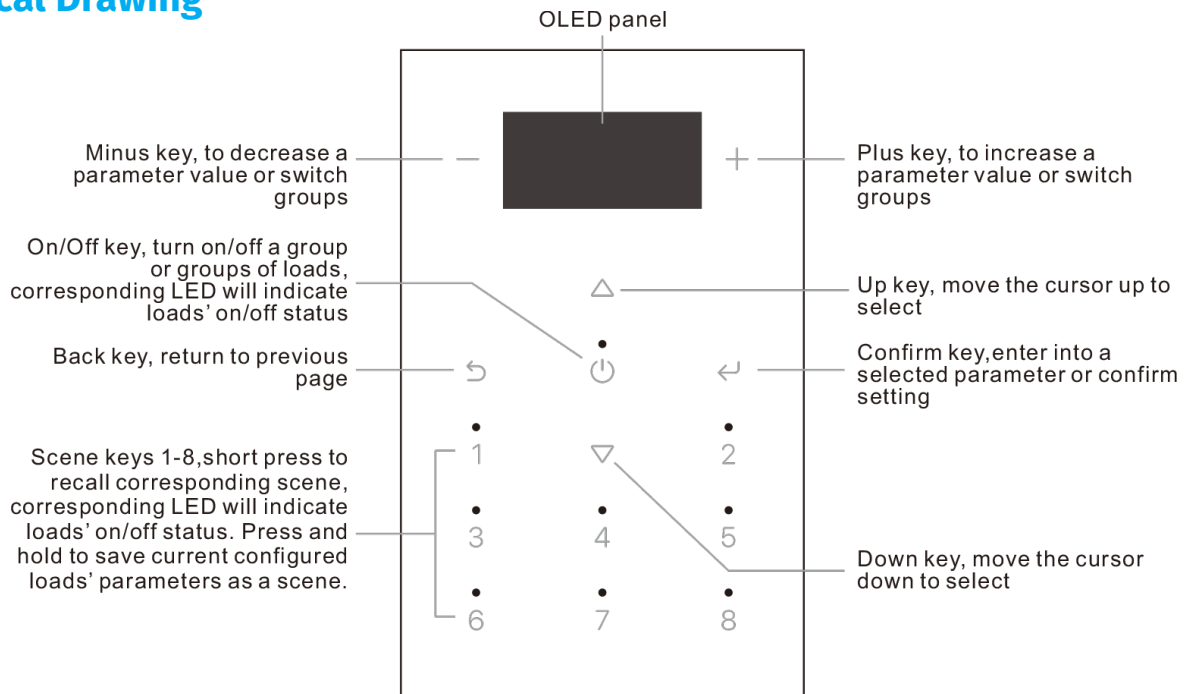 cal Drawing
OLED panel
Minus key, to decrease a
parameter value or switch
groups
Plus key, to increase a
parameter value or switch
groups
On/Off key, turn on/off a group
or groups of loads,
corresponding LED will indicate
loads’ on/off status
Up key, move the cursor up to
select
Back key, return to previous
page
Confirm key,enter into a
selected parameter or confirm
setting
Scene keys 1-8,short press to
recall corresponding scene,
corresponding LED will indicate
loads’ on/off status. Press and
hold to save current configured
loads’ parameters as a scene.
1
2
3
4
5
6
7
8
Down key, move the cursor
down to select